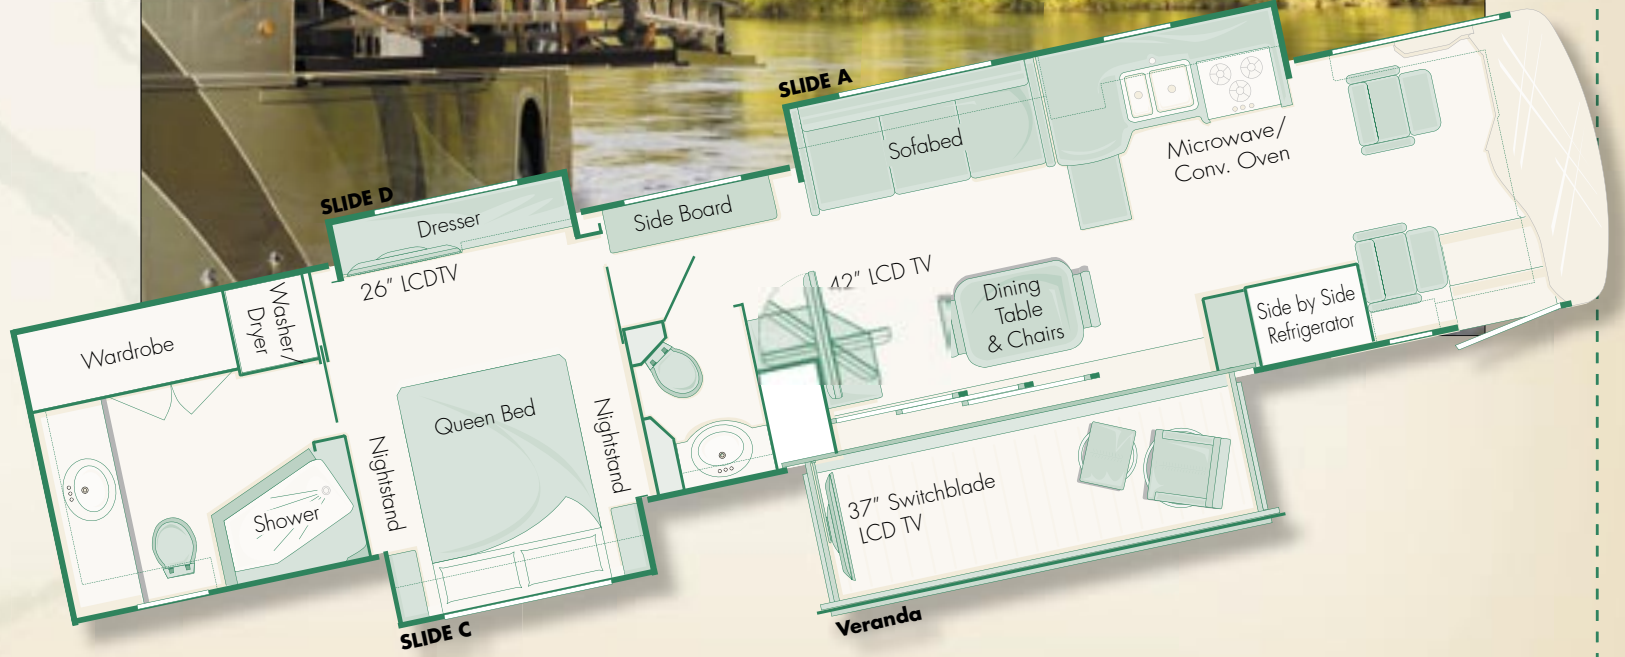 SLIDE A
Sofabed
Microwave/
Conv. Oven
SLIDE D
Dresser
Side Board
26" LCDTV
42" LCD TV
Dining
Table
& Chairs
Side by Side
Refrigerator
Washer/
Dryer
Wardrobe
Queen Bed
Nightstand
Nightstand
Shower
37" Switchblade
LCD TV
SLIDE C
Veranda